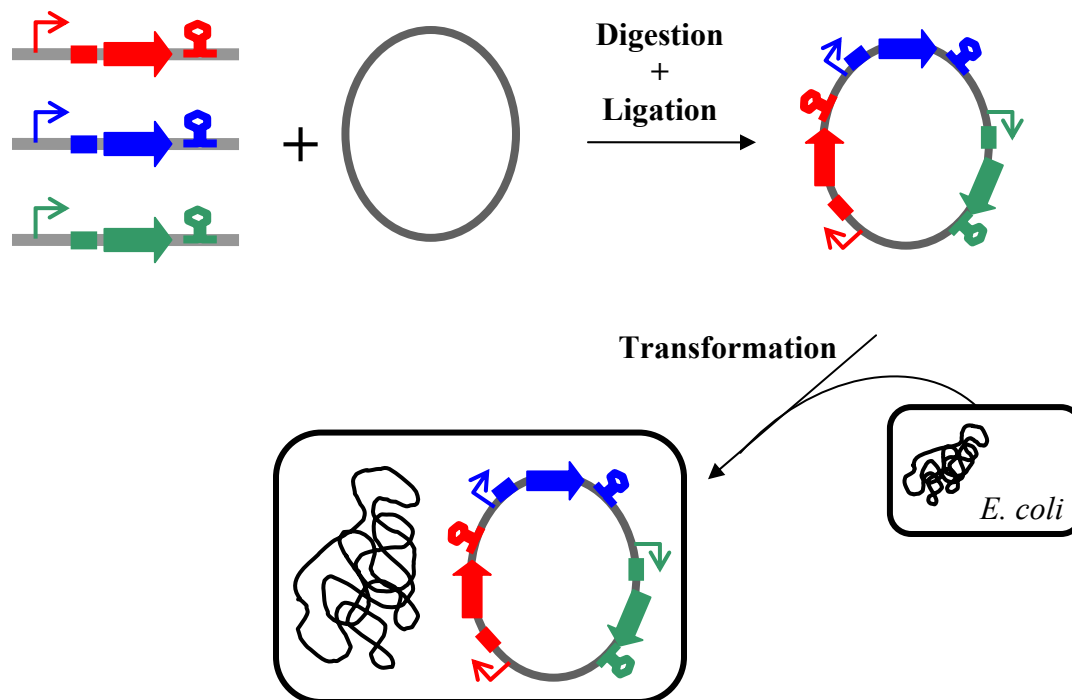 Digestion
+
Ligation
+
Transformation
E. coli